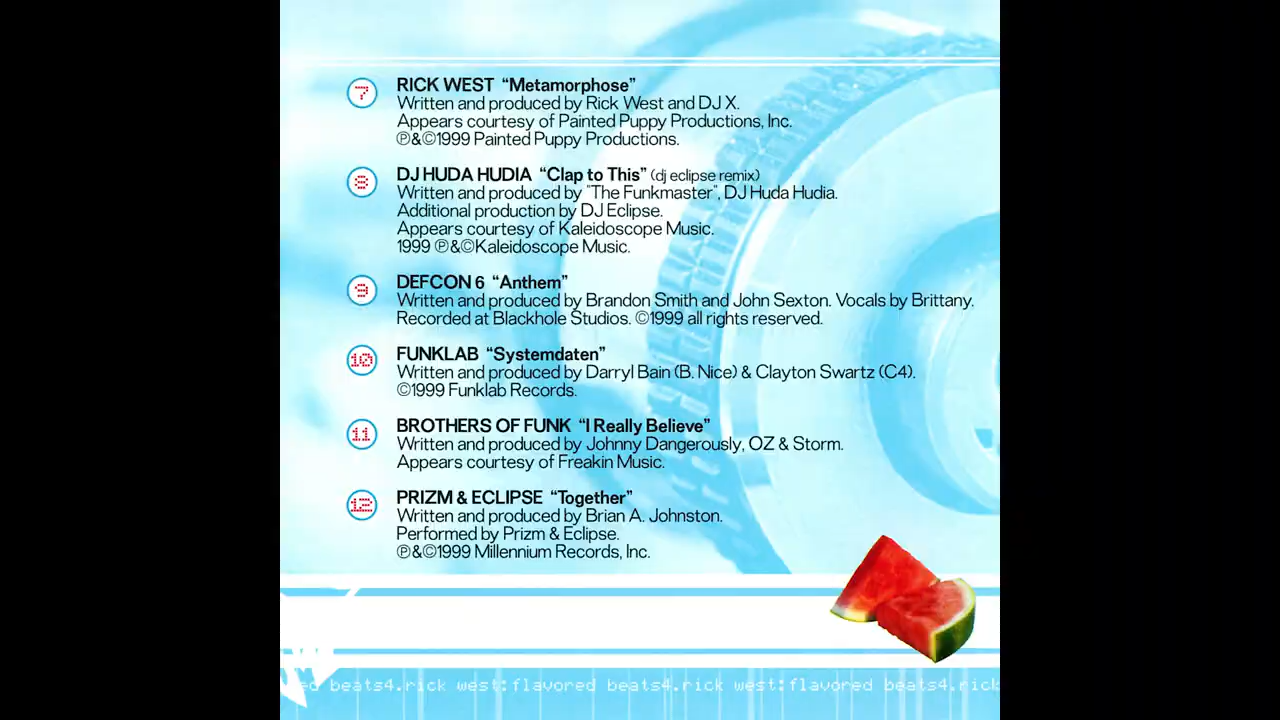 7 RICK WEST “Metamorphose”
Written and produced by Rick West and DJ X.
Appears courtesy of Painted Puppy Productions, Inc.
℗&©1999 Painted Puppy Productions.
8 DJ HUDA HUDIA “Clap to This” (dj eclipse remix)
Written and produced by "The Funkmaster", DJ Huda Hudia.
Additional production by DJ Eclipse.
Appears courtesy of Kaleidoscope Music.
1999 ℗&©Kaleidoscope Music.
9 DEFCON 6 “Anthem”
Written and produced by Brandon Smith and John Sexton. Vocals by Brittany.
Recorded at Blackhole Studios. ©1999 all rights reserved.
10 FUNKLAB “Systemdaten”
Written and produced by Darryl Bain (B. Nice) & Clayton Swartz (C4).
©1999 Funklab Records.
11 BROTHERS OF FUNK “I Really Believe”
Written and produced by Johnny Dangerously, OZ & Storm.
Appears courtesy of Freakin Music.
12 PRIZM & ECLIPSE “Together”
Written and produced by Brian A. Johnston.
Performed by Prizm & Eclipse.
℗&©1999 Millennium Records, Inc.
ed beats4.rick west:flavored beats4.rick west:flavored beats4.rick